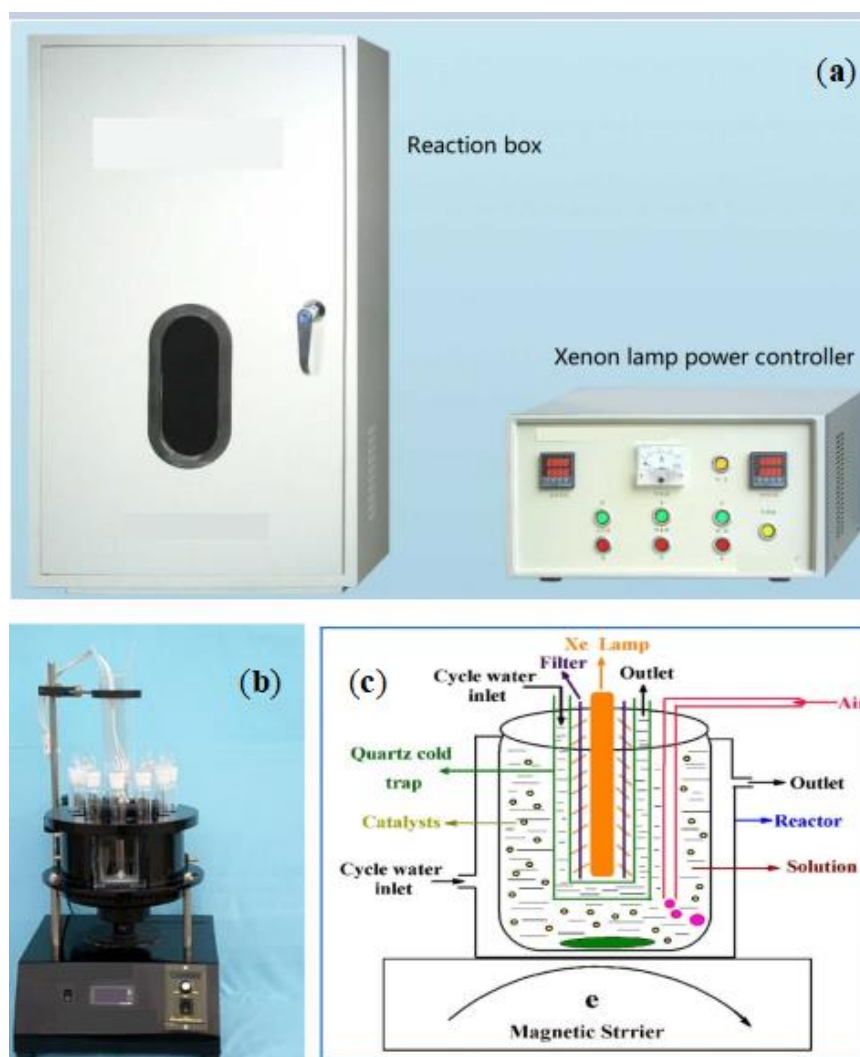 (a)
Reaction box
Xenon lamp power controller
(b)
(c)
Xe Lamp
Filter
Cycle water
inlet
Outlet
Air
Quartz cold
trap
Outlet
Catalysts
Reactor
Cycle water
inlet
Solution
e
Magnetic Strrier